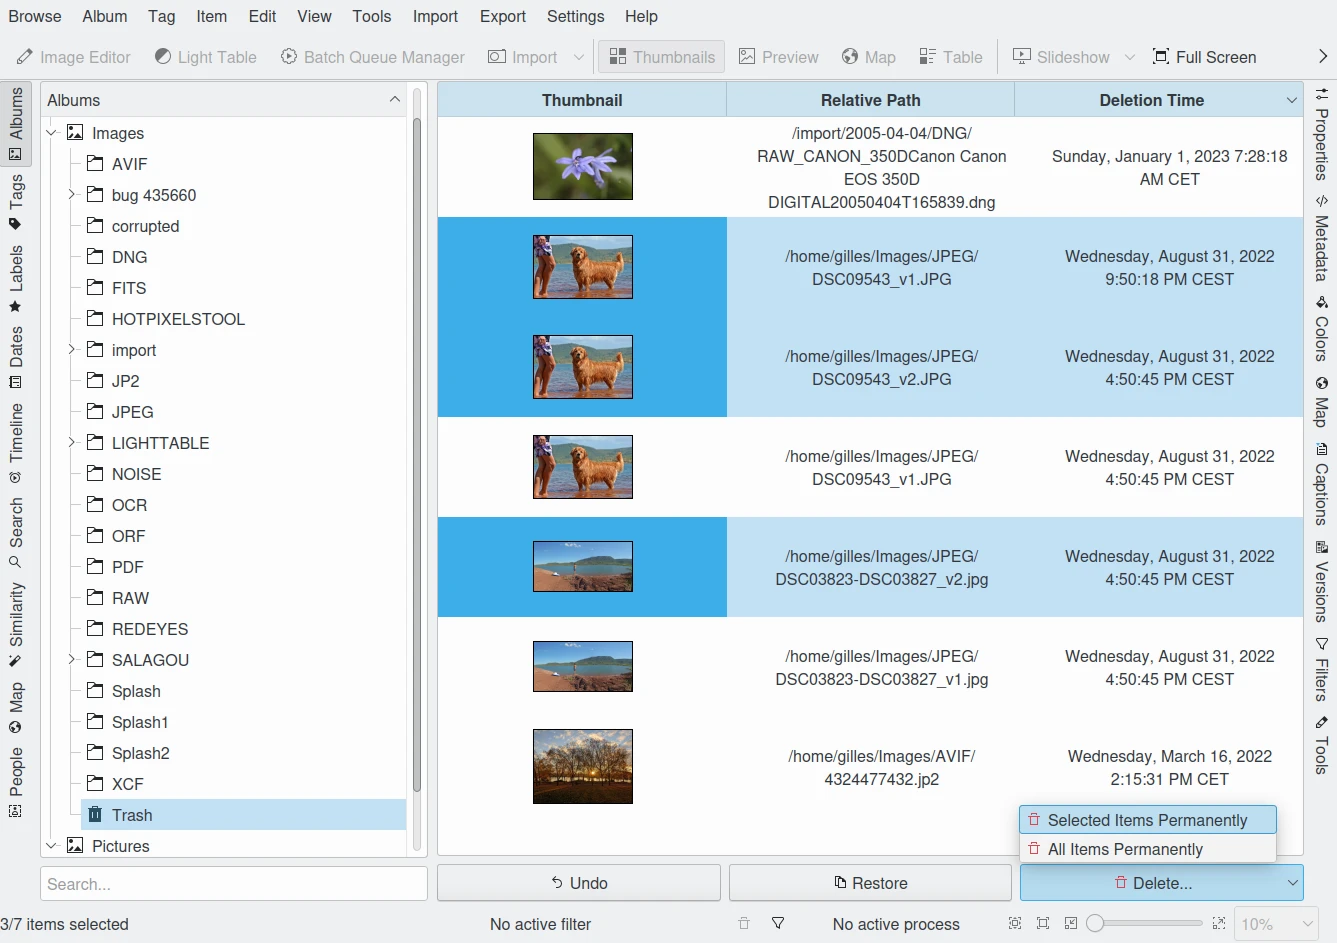 Browse Album Tag Item Edit View Tools Import Export Settings Help
Image Editor Light Table Batch Queue Manager Import Thumbnails Preview Map Table Slideshow Full Screen
Albums
Tags
Labels
Dates
Timeline
Search
Similarity
Map
People
Albums
Images
AVIF
bug 435660
corrupted
DNG
FITS
HOTPIXELSTOOL
import
JP2
JPEG
LIGHTTABLE
NOISE
OCR
ORF
PDF
RAW
REDEYES
SALAGOU
Splash
Splash1
Splash2
XCF
Trash
Pictures
Search...
Thumbnail Relative Path Deletion Time
/import/2005-04-04/DNG/
RAW_CANON_350DCanon Canon
EOS 350D
DIGITAL20050404T165839.dng
Sunday, January 1, 2023 7:28:18
AM CET
/home/gilles/Images/JPEG/
DSC09543_v1.JPG
Wednesday, August 31, 2022
9:50:18 PM CEST
/home/gilles/Images/JPEG/
DSC09543_v2.JPG
Wednesday, August 31, 2022
4:50:45 PM CEST
/home/gilles/Images/JPEG/
DSC09543_v1.JPG
Wednesday, August 31, 2022
4:50:45 PM CEST
/home/gilles/Images/JPEG/
DSC03823-DSC03827_v2.jpg
Wednesday, August 31, 2022
4:50:45 PM CEST
/home/gilles/Images/JPEG/
DSC03823-DSC03827_v1.jpg
Wednesday, August 31, 2022
4:50:45 PM CEST
/home/gilles/Images/AVIF/
4324477432.jp2
Wednesday, March 16, 2022
2:15:31 PM CET
Selected Items Permanently
All Items Permanently
Undo Restore Delete...
Properties
Metadata
Colors
Map
Captions
Versions
Filters
Tools
3/7 items selected No active filter No active process 10%